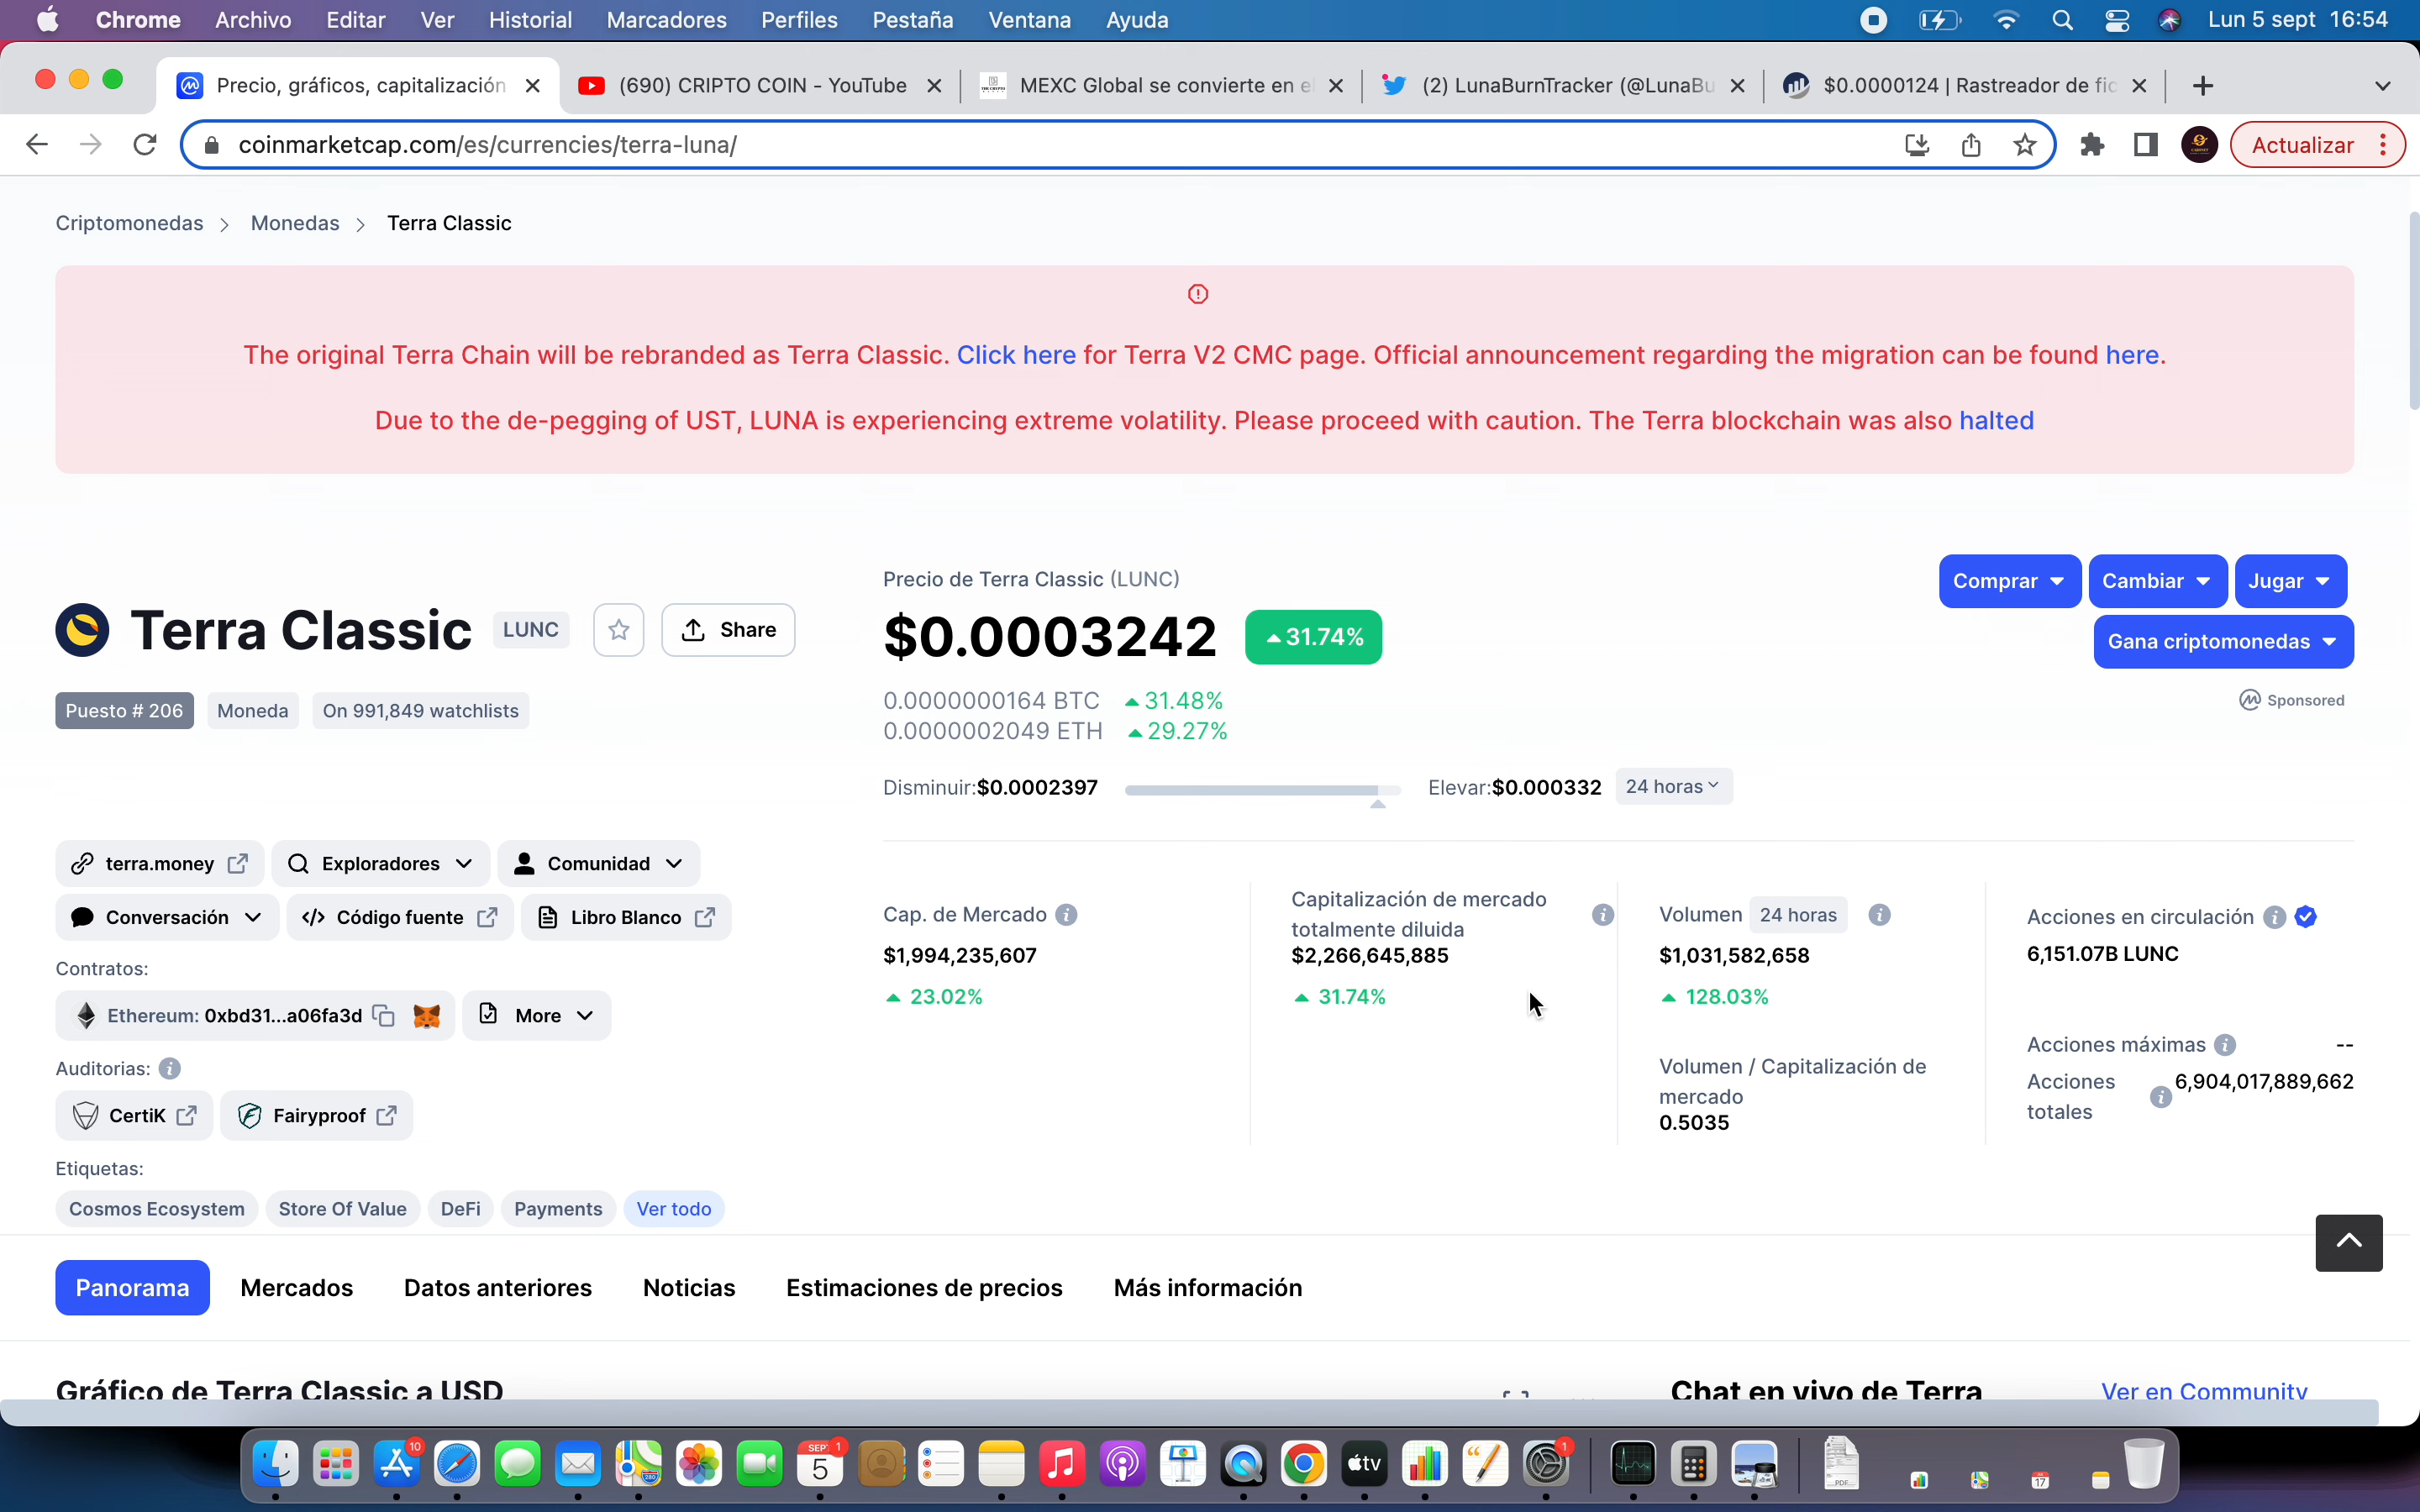 Chrome Archivo Editar Ver Historial Marcadores Perfiles Pestaña Ventana Ayuda Lun 5 sept 16:54
Precio, gráficos, capitalización (690) CRIPTO COIN - YouTube MEXC Global se convierte en el (2) LunaBurnTracker (@LunaBu $0.0000124 | Rastreador de fic
coinmarketcap.com/es/currencies/terra-luna/ Actualizar
Criptomonedas > Monedas > Terra Classic
The original Terra Chain will be rebranded as Terra Classic. Click here for Terra V2 CMC page. Official announcement regarding the migration can be found here.
Due to the de-pegging of UST, LUNA is experiencing extreme volatility. Please proceed with caution. The Terra blockchain was also halted
Terra Classic LUNC Share
Puesto # 206 Moneda On 991,849 watchlists
Precio de Terra Classic (LUNC)
$0.0003242 31.74%
0.0000000164 BTC 31.48%
0.0000002049 ETH 29.27%
Disminuir:$0.0002397 Elevar:$0.000332 24 horas
Comprar Cambiar Jugar
Gana criptomonedas
Sponsored
terra.money Exploradores Comunidad
Conversación Código fuente Libro Blanco
Contratos:
Ethereum: 0xbd31...a06fa3d More
Auditorias:
CertiK Fairyproof
Etiquetas:
Cosmos Ecosystem Store Of Value DeFi Payments Ver todo
Cap. de Mercado
$1,994,235,607
23.02%
Capitalización de mercado
totalmente diluida
$2,266,645,885
31.74%
Volumen 24 horas
$1,031,582,658
128.03%
Volumen / Capitalización de
mercado
0.5035
Acciones en circulación
6,151.07B LUNC
Acciones máximas --
Acciones
totales
6,904,017,889,662
Panorama Mercados Datos anteriores Noticias Estimaciones de precios Más información
Gráfico de Terra Classic a USD Chat en vivo de Terra Ver en Community
10 SEPT 5 1 280 tv 1 PDF 17